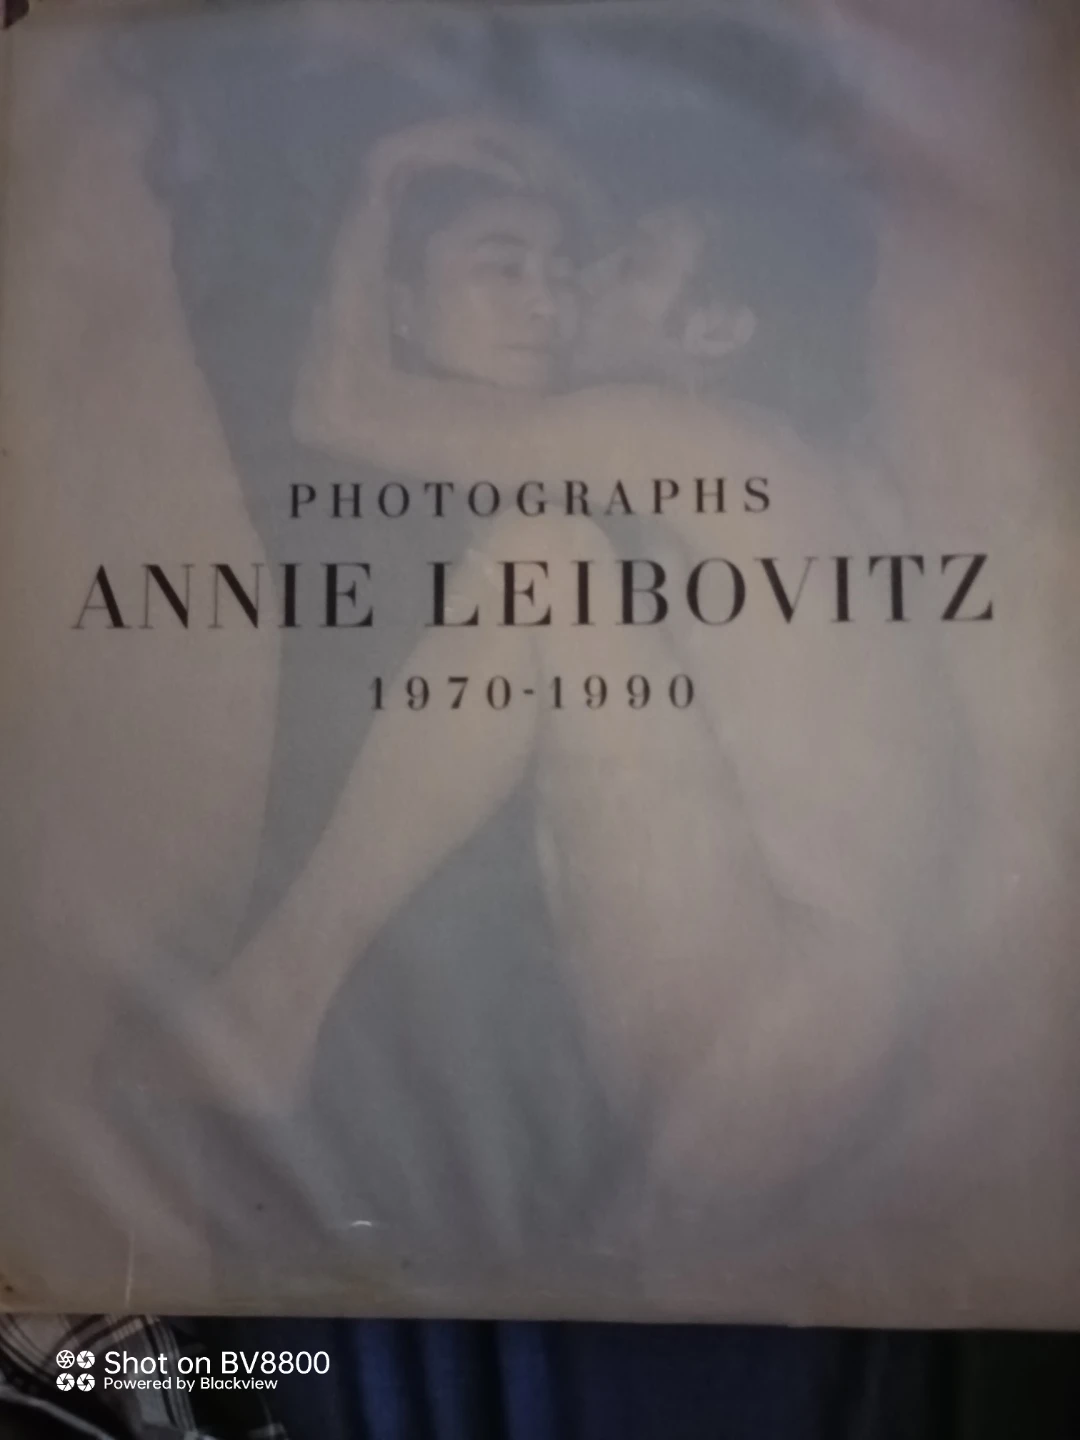 PHOTOGRAPHS
ANNIE LEIBOVITZ
1970-1990
Shot on BV8800
Powered by Blackview